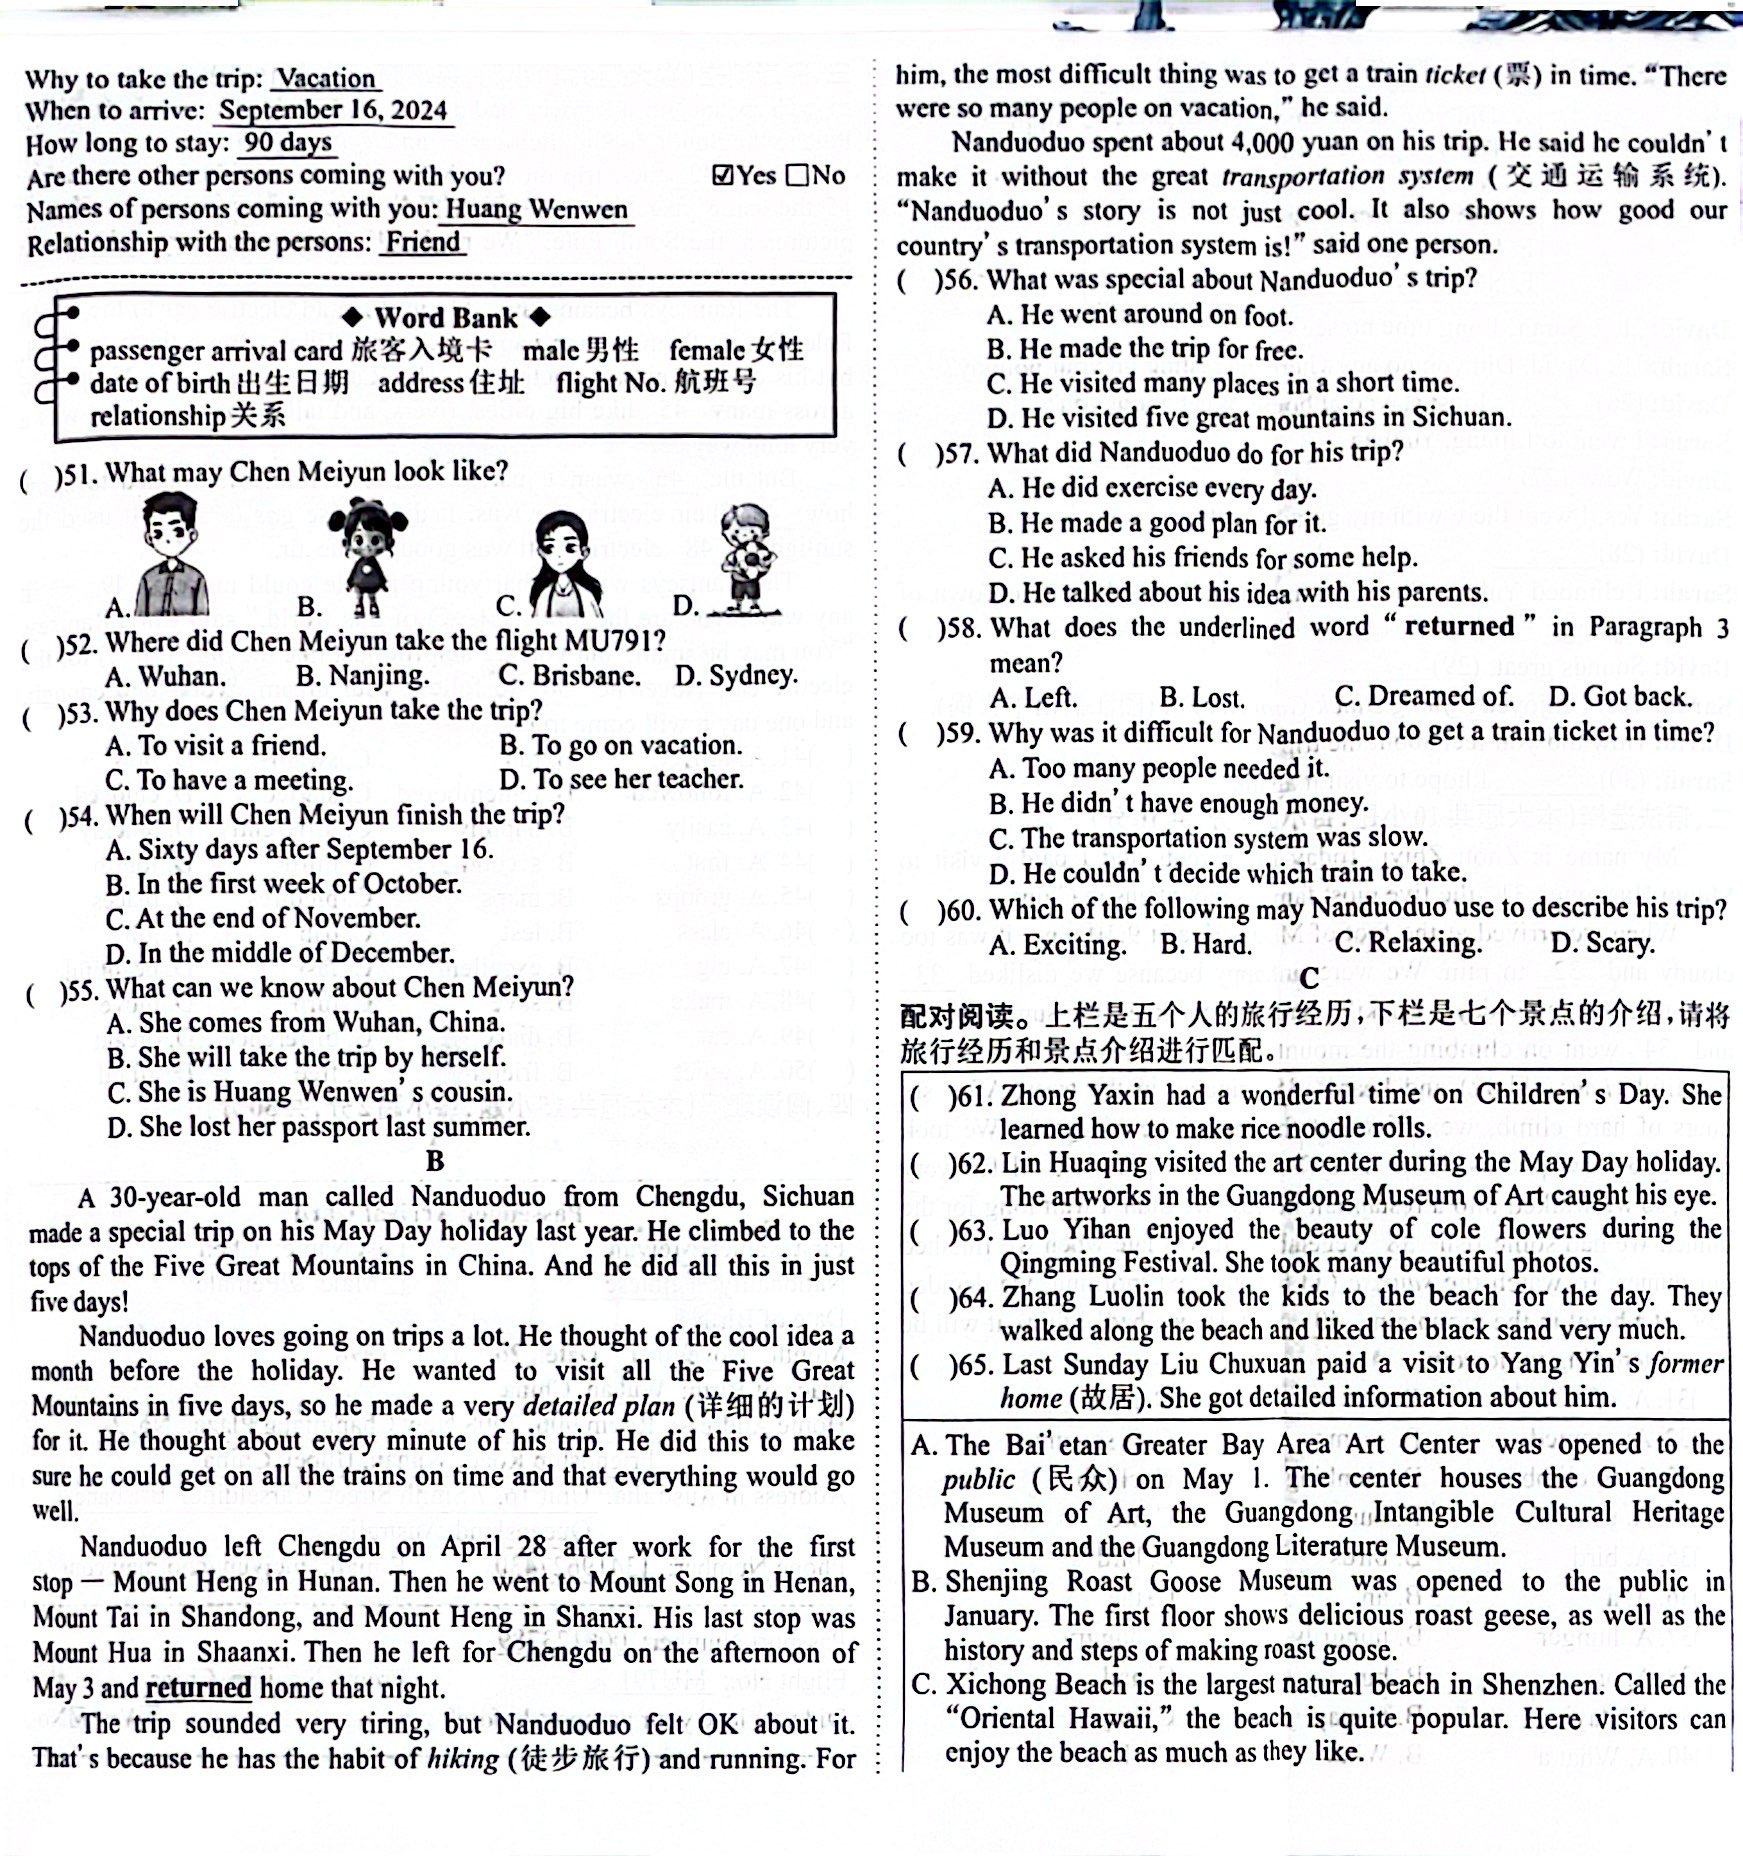 Why to take the trip: Vacation
When to arrive: September 16, 2024
How long to stay: 90 days
Are there other persons coming with you? ☑Yes ☐No
Names of persons coming with you: Huang Wenwen
Relationship with the persons: Friend
◆ Word Bank ◆
passenger arrival card 旅客入境卡 male 男性 female 女性
date of birth 出生日期 address 住址 flight No. 航班号
relationship 关系
( )51. What may Chen Meiyun look like?
A. B. C. D.
( )52. Where did Chen Meiyun take the flight MU791?
A. Wuhan. B. Nanjing. C. Brisbane. D. Sydney.
( )53. Why does Chen Meiyun take the trip?
A. To visit a friend. B. To go on vacation.
C. To have a meeting. D. To see her teacher.
( )54. When will Chen Meiyun finish the trip?
A. Sixty days after September 16.
B. In the first week of October.
C. At the end of November.
D. In the middle of December.
( )55. What can we know about Chen Meiyun?
A. She comes from Wuhan, China.
B. She will take the trip by herself.
C. She is Huang Wenwen's cousin.
D. She lost her passport last summer.
B
A 30-year-old man called Nanduoduo from Chengdu, Sichuan
made a special trip on his May Day holiday last year. He climbed to the
tops of the Five Great Mountains in China. And he did all this in just
five days!
Nanduoduo loves going on trips a lot. He thought of the cool idea a
month before the holiday. He wanted to visit all the Five Great
Mountains in five days, so he made a very detailed plan (详细的计划)
for it. He thought about every minute of his trip. He did this to make
sure he could get on all the trains on time and that everything would go
well.
Nanduoduo left Chengdu on April 28 after work for the first
stop — Mount Heng in Hunan. Then he went to Mount Song in Henan,
Mount Tai in Shandong, and Mount Heng in Shanxi. His last stop was
Mount Hua in Shaanxi. Then he left for Chengdu on the afternoon of
May 3 and returned home that night.
The trip sounded very tiring, but Nanduoduo felt OK about it.
That's because he has the habit of hiking (徒步旅行) and running. For
him, the most difficult thing was to get a train ticket (票) in time. "There
were so many people on vacation," he said.
Nanduoduo spent about 4,000 yuan on his trip. He said he couldn't
make it without the great transportation system (交通运输系统).
"Nanduoduo's story is not just cool. It also shows how good our
country's transportation system is!" said one person.
( )56. What was special about Nanduoduo's trip?
A. He went around on foot.
B. He made the trip for free.
C. He visited many places in a short time.
D. He visited five great mountains in Sichuan.
( )57. What did Nanduoduo do for his trip?
A. He did exercise every day.
B. He made a good plan for it.
C. He asked his friends for some help.
D. He talked about his idea with his parents.
( )58. What does the underlined word "returned" in Paragraph 3
mean?
A. Left. B. Lost. C. Dreamed of. D. Got back.
( )59. Why was it difficult for Nanduoduo to get a train ticket in time?
A. Too many people needed it.
B. He didn't have enough money.
C. The transportation system was slow.
D. He couldn't decide which train to take.
( )60. Which of the following may Nanduoduo use to describe his trip?
A. Exciting. B. Hard. C. Relaxing. D. Scary.
C
配对阅读。上栏是五个人的旅行经历,下栏是七个景点的介绍,请将
旅行经历和景点介绍进行匹配。
( )61. Zhong Yaxin had a wonderful time on Children's Day. She
learned how to make rice noodle rolls.
( )62. Lin Huaqing visited the art center during the May Day holiday.
The artworks in the Guangdong Museum of Art caught his eye.
( )63. Luo Yihan enjoyed the beauty of cole flowers during the
Qingming Festival. She took many beautiful photos.
( )64. Zhang Luolin took the kids to the beach for the day. They
walked along the beach and liked the black sand very much.
( )65. Last Sunday Liu Chuxuan paid a visit to Yang Yin's former
home (故居). She got detailed information about him.
A. The Bai'etan Greater Bay Area Art Center was opened to the
public (民众) on May 1. The center houses the Guangdong
Museum of Art, the Guangdong Intangible Cultural Heritage
Museum and the Guangdong Literature Museum.
B. Shenjing Roast Goose Museum was opened to the public in
January. The first floor shows delicious roast geese, as well as the
history and steps of making roast goose.
C. Xichong Beach is the largest natural beach in Shenzhen. Called the
"Oriental Hawaii," the beach is quite popular. Here visitors can
enjoy the beach as much as they like.